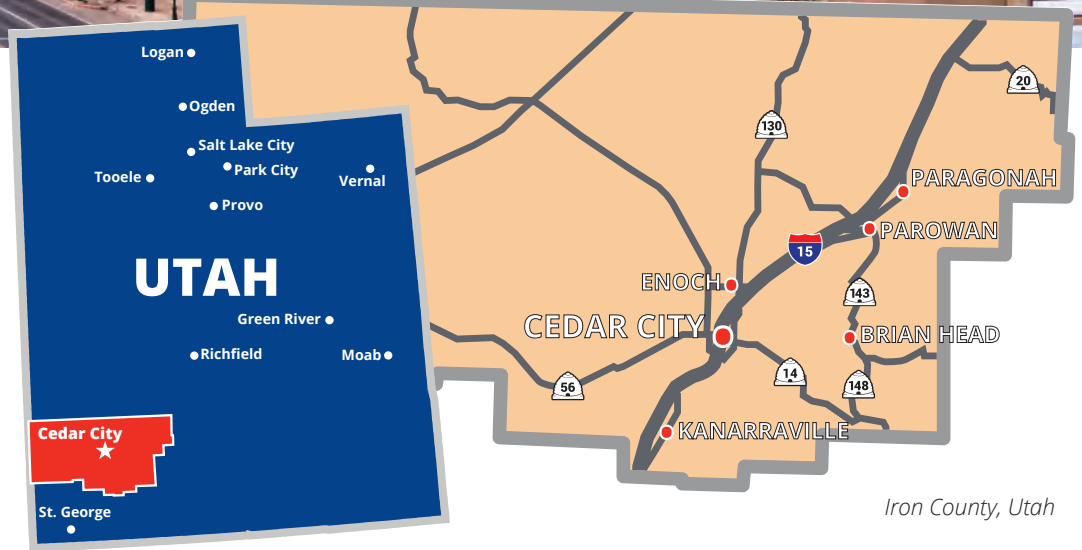 Logan
Ogden
Salt Lake City
Park City
Tooele
Vernal
Provo
UTAH
Green River
Richfield
Moab
Cedar City
St. George
20
130
PARAGONAH
PAROWAN
15
ENOCH
143
CEDAR CITY
BRIAN HEAD
14
148
56
KANARRAVILLE
Iron County, Utah